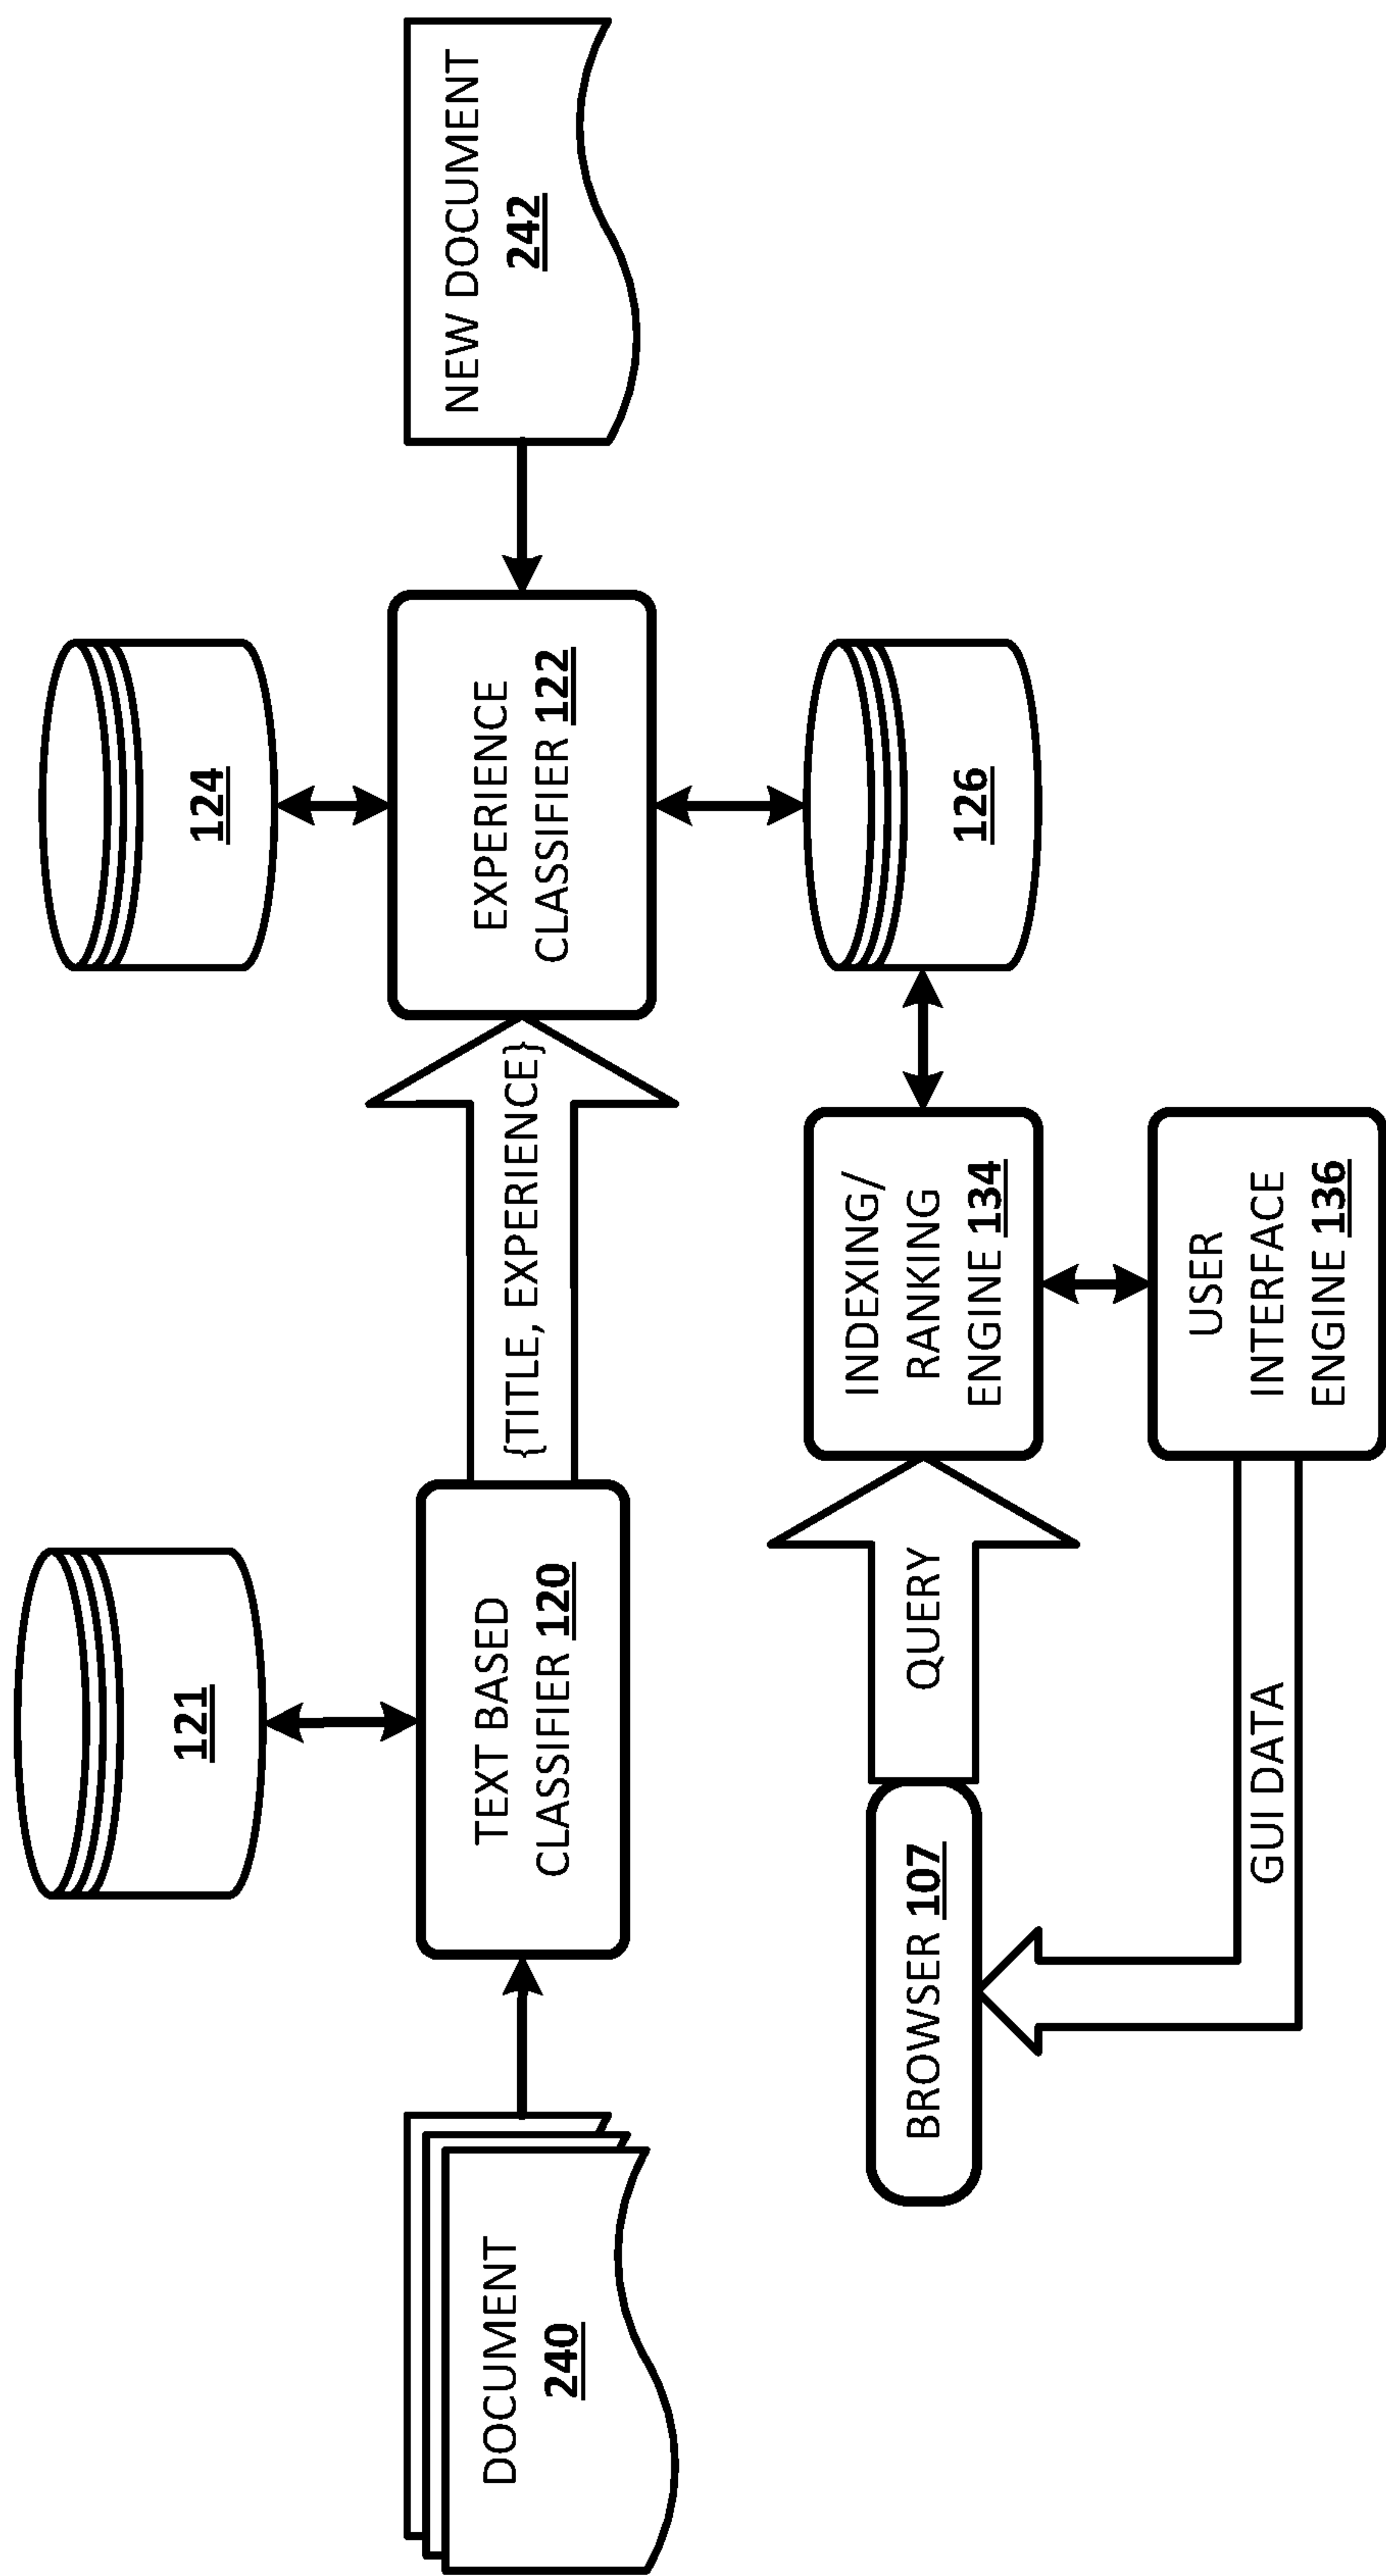 121
124
DOCUMENT
240
TEXT BASED
CLASSIFIER 120
{TITLE, EXPERIENCE}
EXPERIENCE
CLASSIFIER 122
NEW DOCUMENT
242
BROWSER 107
QUERY
INDEXING/
RANKING
ENGINE 134
126
GUI DATA
USER
INTERFACE
ENGINE 136